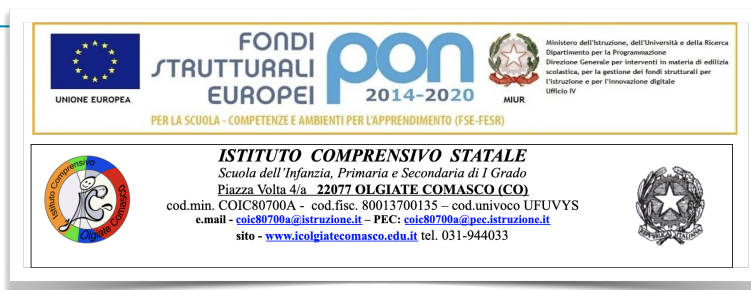 FONDI
STRUTTURALI
EUROPEI
pon
2014-2020
UNIONE EUROPEA
MIUR
Ministero dell'Istruzione, dell'Università e della Ricerca
Dipartimento per la Programmazione
Direzione Generale per interventi in materia di edilizia
scolastica, per la gestione dei fondi strutturali per
l'istruzione e per l'innovazione digitale
Ufficio IV
PER LA SCUOLA - COMPETENZE E AMBIENTI PER L'APPRENDIMENTO (FSE-FESR)
Istituto Comprensivo
Olgiate Comasco
ISTITUTO COMPRENSIVO STATALE
Scuola dell'Infanzia, Primaria e Secondaria di I Grado
Piazza Volta 4/a 22077 OLGIATE COMASCO (CO)
cod.min. COIC80700A - cod.fisc. 80013700135 – cod.univoco UFUVYS
e.mail - coic80700a@istruzione.it – PEC: coic80700a@pec.istruzione.it
sito - www.icolgiatecomasco.edu.it tel. 031-944033